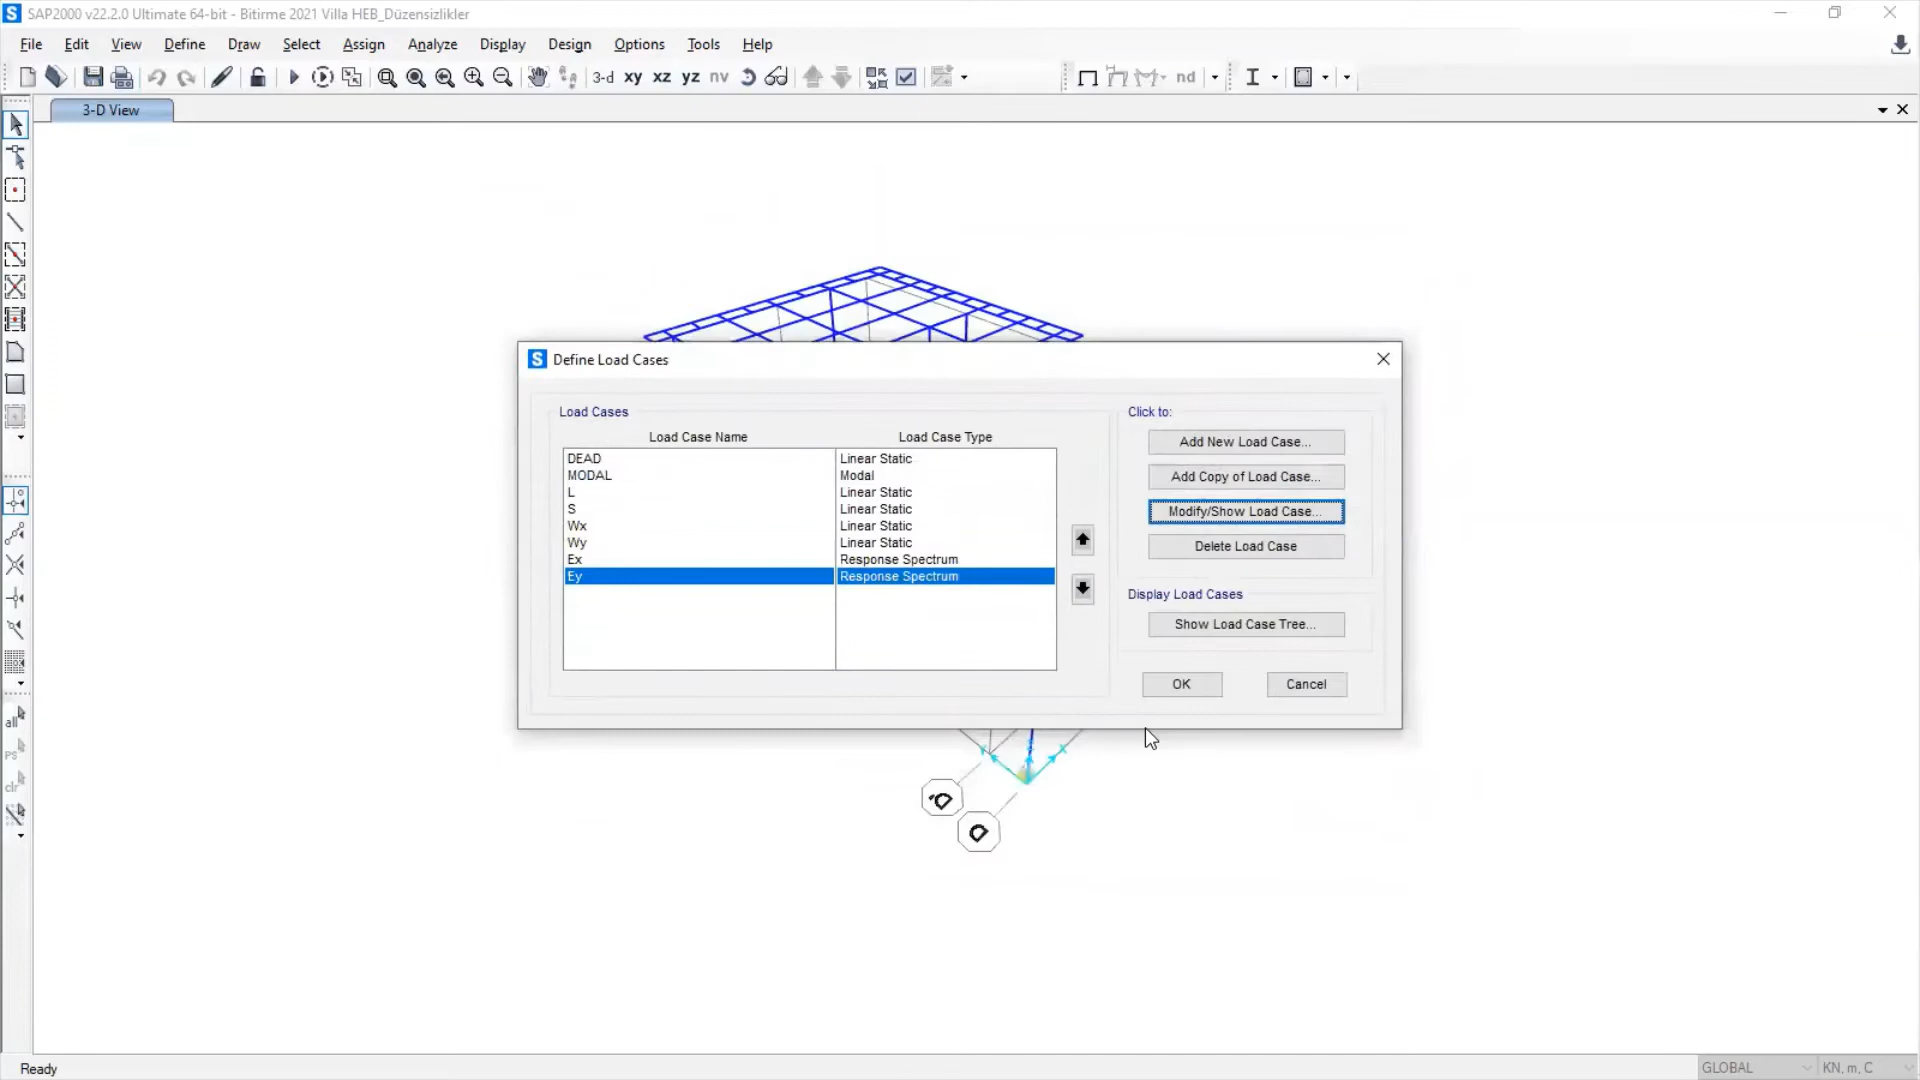 SAP2000 v22.2.0 Ultimate 64-bit - Bitirme 2021 Villa HEB_Düzensizlikler
File Edit View Define Draw Select Assign Analyze Display Design Options Tools Help
3-d xy xz yz nv nd
3-D View
Define Load Cases
Load Cases
Click to:
Load Case Name Load Case Type
DEAD Linear Static
MODAL Modal
L Linear Static
S Linear Static
Wx Linear Static
Wy Linear Static
Ex Response Spectrum
Ey Response Spectrum
Add New Load Case...
Add Copy of Load Case...
Modify/Show Load Case...
Delete Load Case
Display Load Cases
Show Load Case Tree...
OK Cancel
all
ps
clr
Y X
Ready
GLOBAL KN, m, C